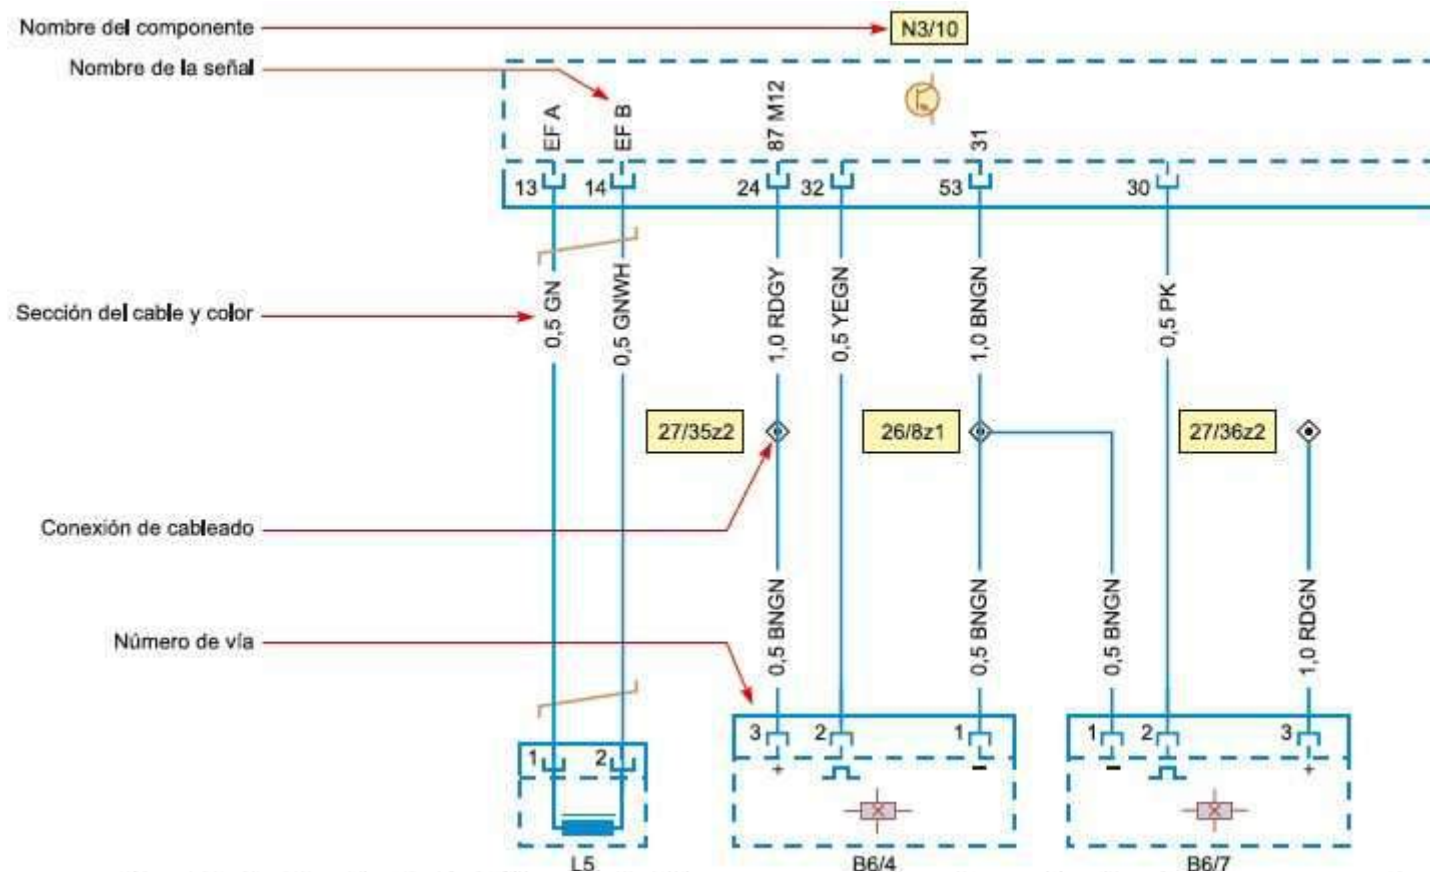 Nombre del componente
N3/10
Nombre de la señal
EF A
EF B
87 M12
31
13
14
24
32
53
30
Sección del cable y color
0,5 GN
0,5 GNWH
1,0 RDGY
0,5 YEGN
1,0 BNGN
0,5 PK
27/35z2
26/8z1
27/36z2
Conexión de cableado
0,5 BNGN
0,5 BNGN
0,5 BNGN
1,0 RDGN
Número de vía
3
2
1
1
2
3
+
-
-
+
1
2
L5
B6/4
B6/7